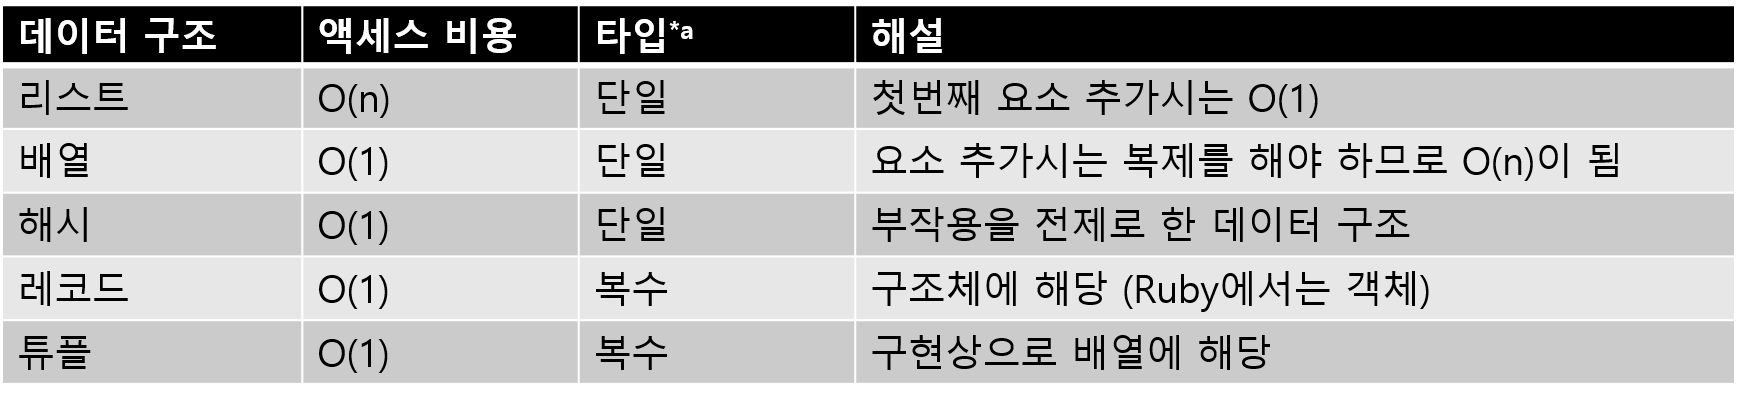 데이터 구조 액세스 비용 타입*a 해설
리스트 O(n) 단일 첫번째 요소 추가시는 O(1)
배열 O(1) 단일 요소 추가시는 복제를 해야 하므로 O(n)이 됨
해시 O(1) 단일 부작용을 전제로 한 데이터 구조
레코드 O(1) 복수 구조체에 해당 (Ruby에서는 객체)
튜플 O(1) 복수 구현상으로 배열에 해당